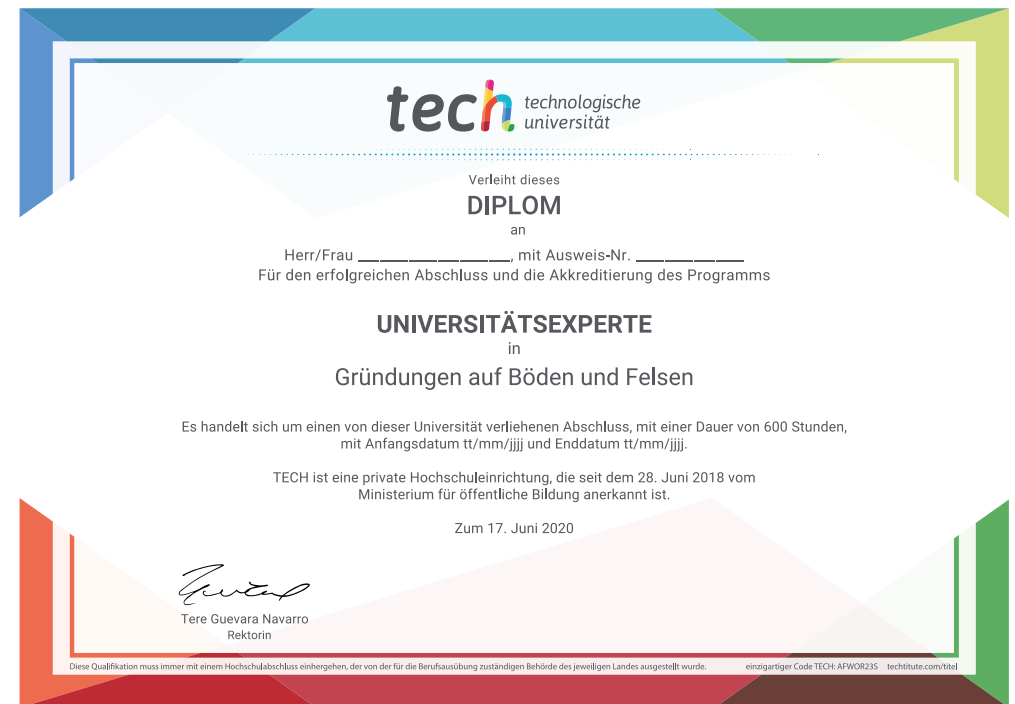 tech technologische
universität
Verleiht dieses
DIPLOM
an
Herr/Frau ________________, mit Ausweis-Nr. ____________
Für den erfolgreichen Abschluss und die Akkreditierung des Programms
UNIVERSITÄTSEXPERTE
in
Gründungen auf Böden und Felsen
Es handelt sich um einen von dieser Universität verliehenen Abschluss, mit einer Dauer von 600 Stunden,
mit Anfangsdatum tt/mm/jjjj und Enddatum tt/mm/jjjj.
TECH ist eine private Hochschuleinrichtung, die seit dem 28. Juni 2018 vom
Ministerium für öffentliche Bildung anerkannt ist.
Zum 17. Juni 2020
Tere Guevara Navarro
Rektorin
Diese Qualifikation muss immer mit einem Hochschulabschluss einhergehen, der von der für die Berufsausübung zuständigen Behörde des jeweiligen Landes ausgestellt wurde. einzigartiger Code TECH: AFWOR23S techtitute.com/titel